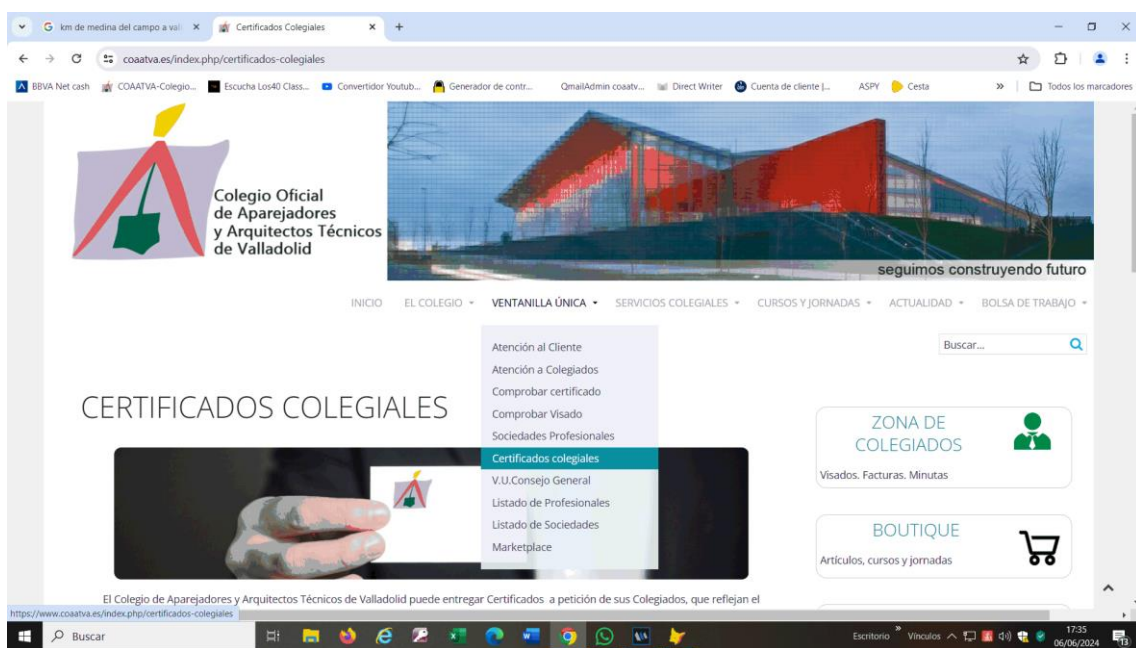 km de medina del campo a val
Certificados Colegiales
coaatva.es/index.php/certificados-colegiales
BBVA Net cash
COAATVA-Colegio...
Escucha Los40 Class...
Convertidor Youtub...
Generador de contr...
QmailAdmin coaatv...
Direct Writer
Cuenta de cliente |...
ASPY
Cesta
Todos los marcadores
Colegio Oficial
de Aparejadores
y Arquitectos Técnicos
de Valladolid
seguimos construyendo futuro
INICIO
EL COLEGIO
VENTANILLA ÚNICA
SERVICIOS COLEGIALES
CURSOS Y JORNADAS
ACTUALIDAD
BOLSA DE TRABAJO
Atención al Cliente
Atención a Colegiados
Comprobar certificado
Comprobar Visado
Sociedades Profesionales
Certificados colegiales
V.U.Consejo General
Listado de Profesionales
Listado de Sociedades
Marketplace
Buscar...
CERTIFICADOS COLEGIALES
ZONA DE
COLEGIADOS
Visados. Facturas. Minutas
BOUTIQUE
Artículos, cursos y jornadas
El Colegio de Aparejadores y Arquitectos Técnicos de Valladolid puede entregar Certificados a petición de sus Colegiados, que reflejan el
https://www.coaatva.es/index.php/certificados-colegiales
Buscar
Escritorio
Vínculos
17:35
06/06/2024
13